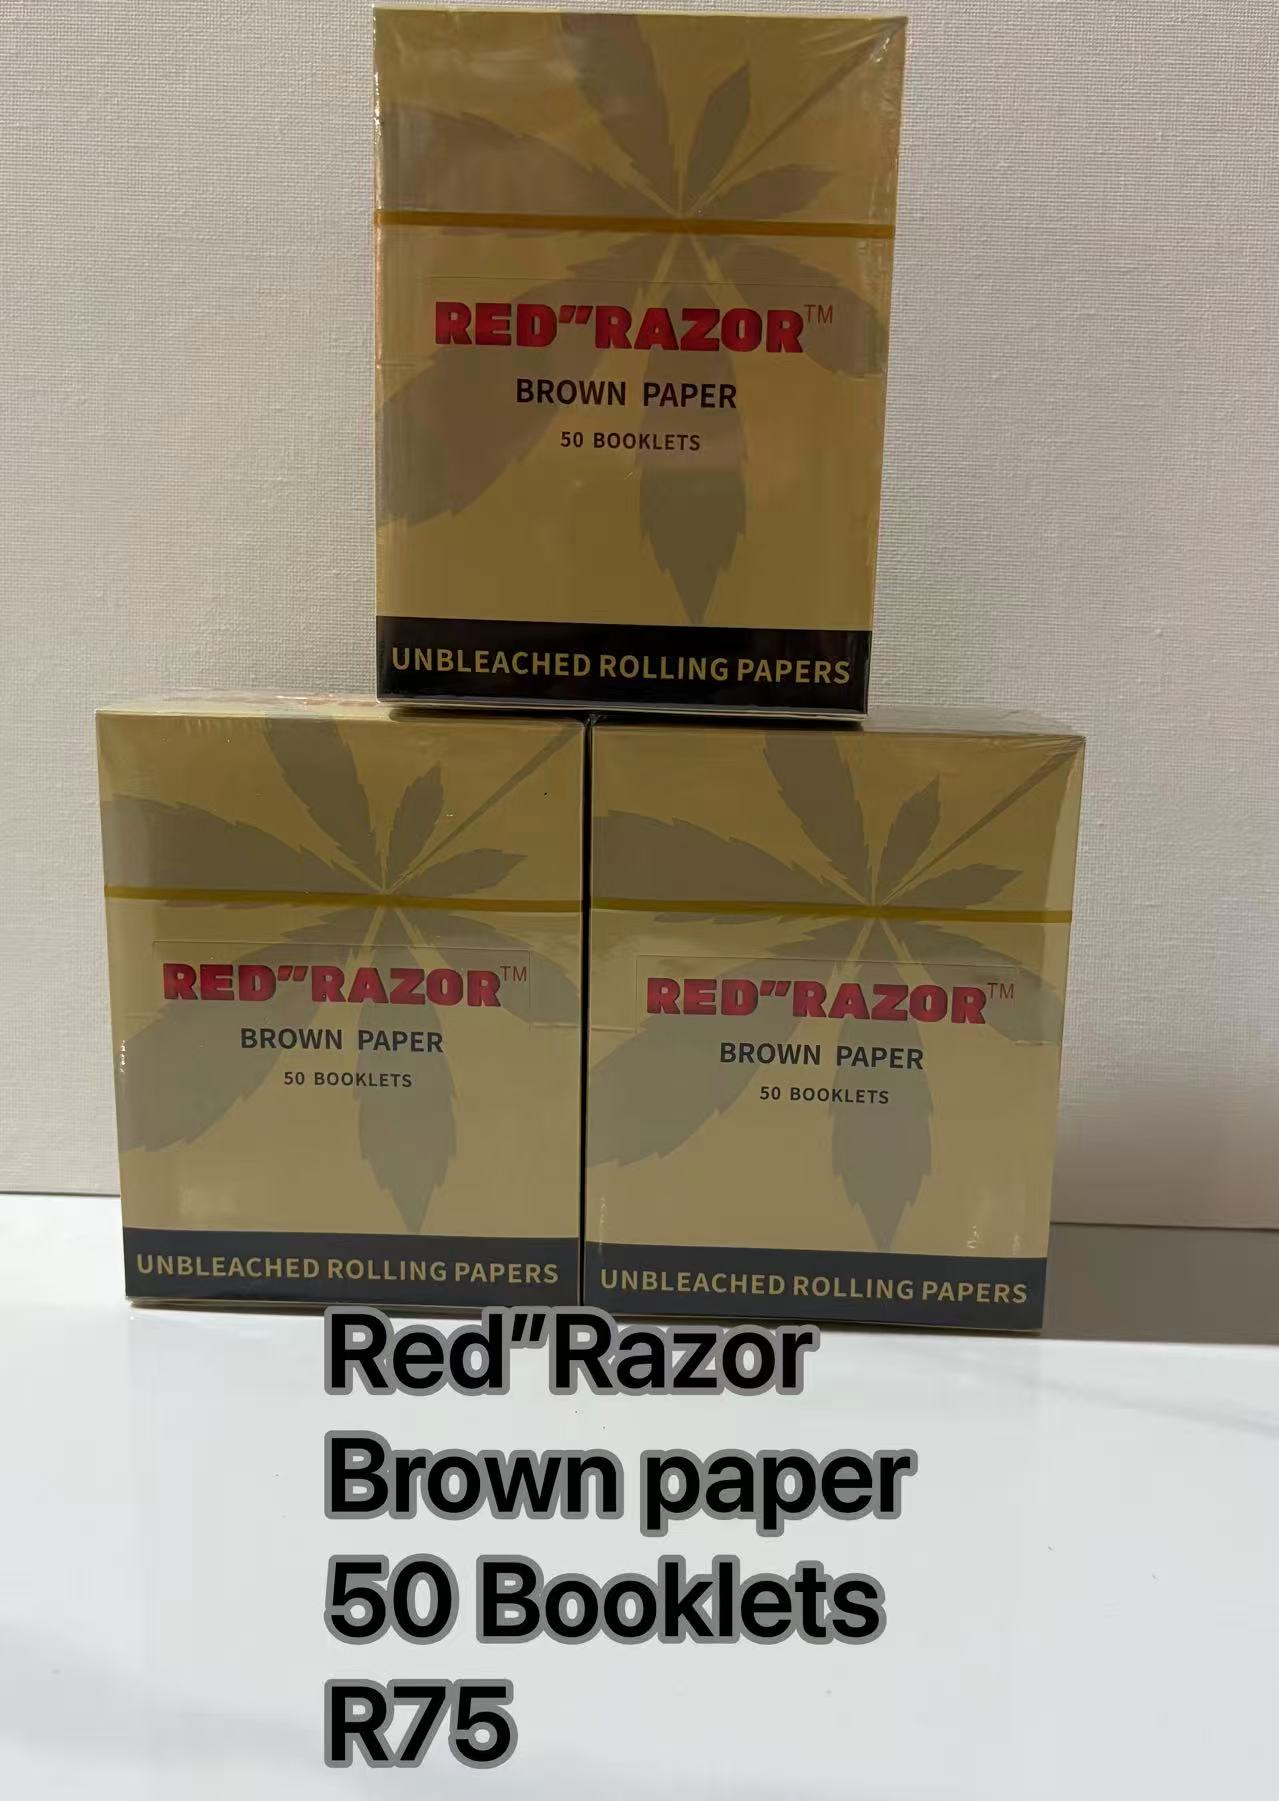 RED”RAZOR™
BROWN PAPER
50 BOOKLETS
UNBLEACHED ROLLING PAPERS
RED”RAZOR™
BROWN PAPER
50 BOOKLETS
UNBLEACHED ROLLING PAPERS
RED”RAZOR™
BROWN PAPER
50 BOOKLETS
UNBLEACHED ROLLING PAPERS
Red”Razor
Brown paper
50 Booklets
R75